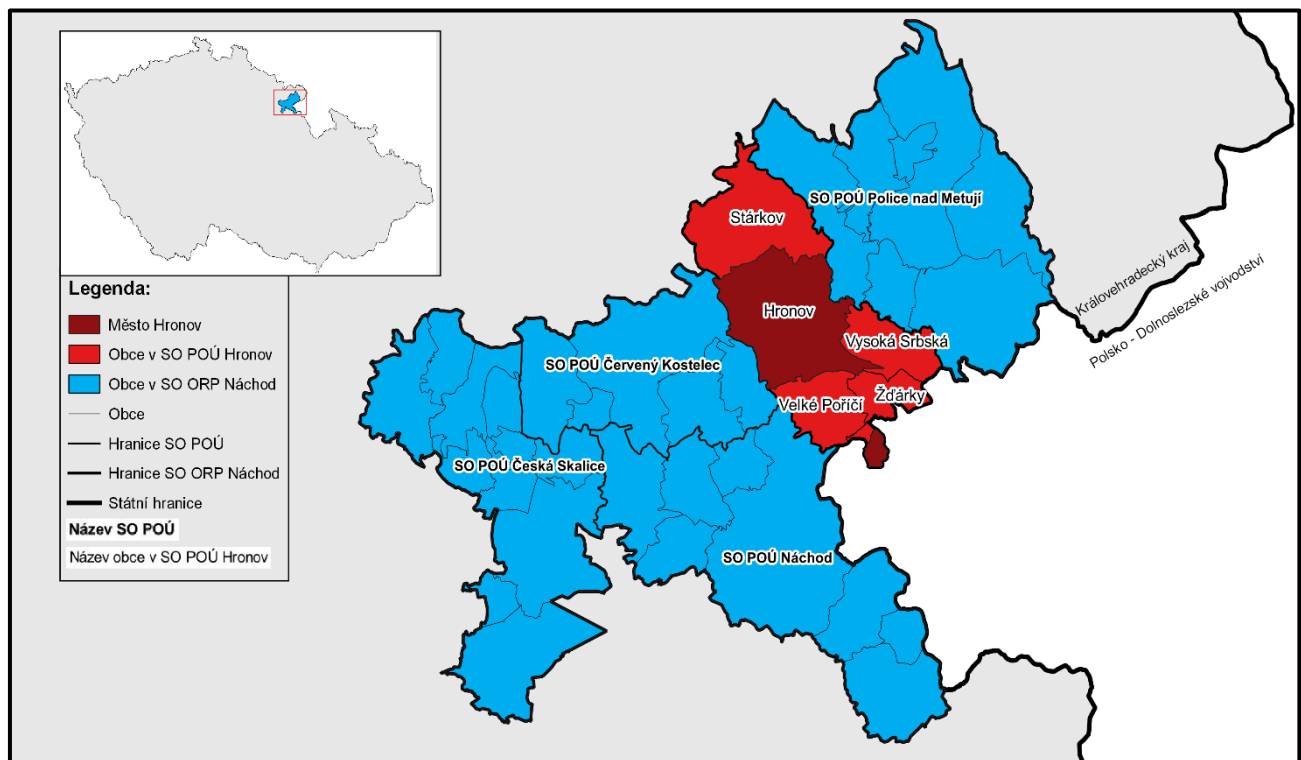 Stárkov
SO POÚ Police nad Metují
Královehradecký kraj
Polsko - Dolnoslezské vojvodství
Hronov
Vysoká Srbská
SO POÚ Červený Kostelec
Žďárky
Velké Poříčí
SO POÚ Česká Skalice
SO POÚ Náchod
Legenda:
Město Hronov
Obce v SO POÚ Hronov
Obce v SO ORP Náchod
Obce
Hranice SO POÚ
Hranice SO ORP Náchod
Státní hranice
Název SO POÚ
Název obce v SO POÚ Hronov